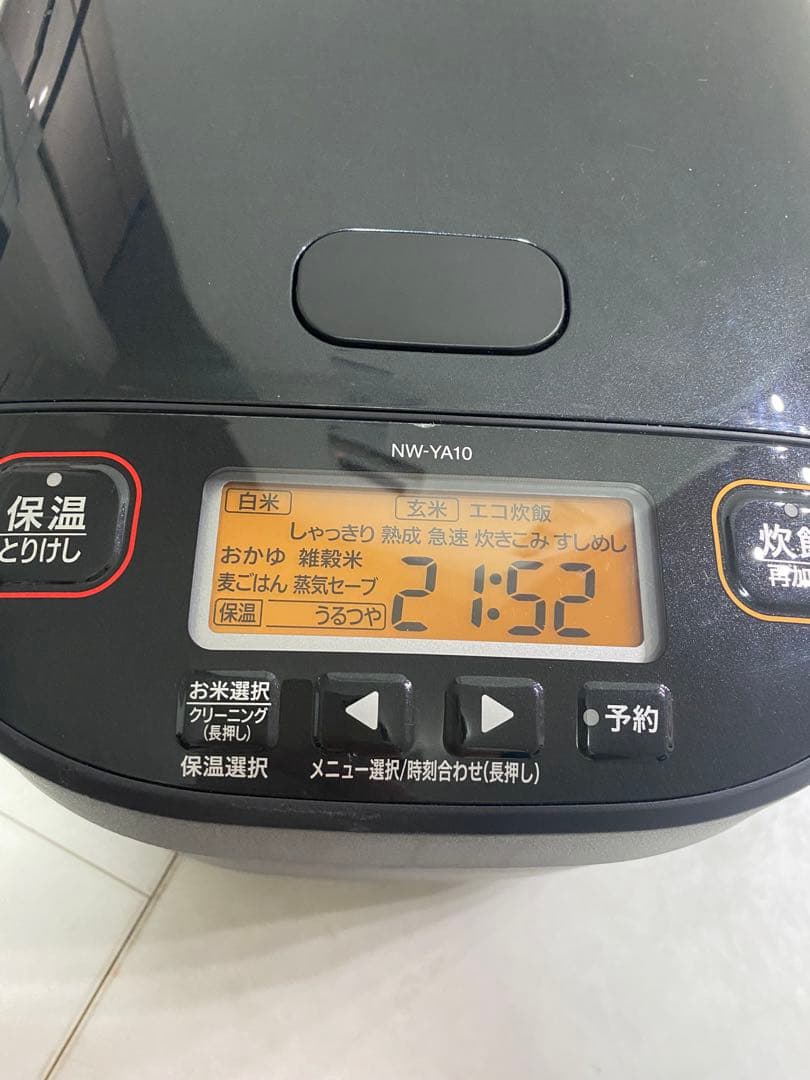 NW-YA10
保温
とりけし
白米 玄米 エコ炊飯
しゃっきり 熟成 急速 炊きこみ すしめし
おかゆ 雑穀米
麦ごはん 蒸気セーブ
保温 うるつや
21:52
炊飯
再加
お米選択
クリーニング
(長押し)
保温選択
メニュー選択/時刻合わせ(長押し)
予約